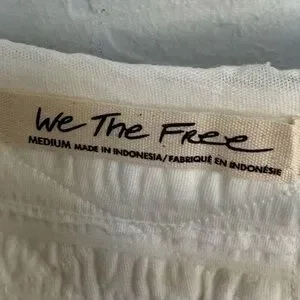 We The Free
MEDIUM MADE IN INDONESIA/FABRIQUÉ EN INDONÉSIE